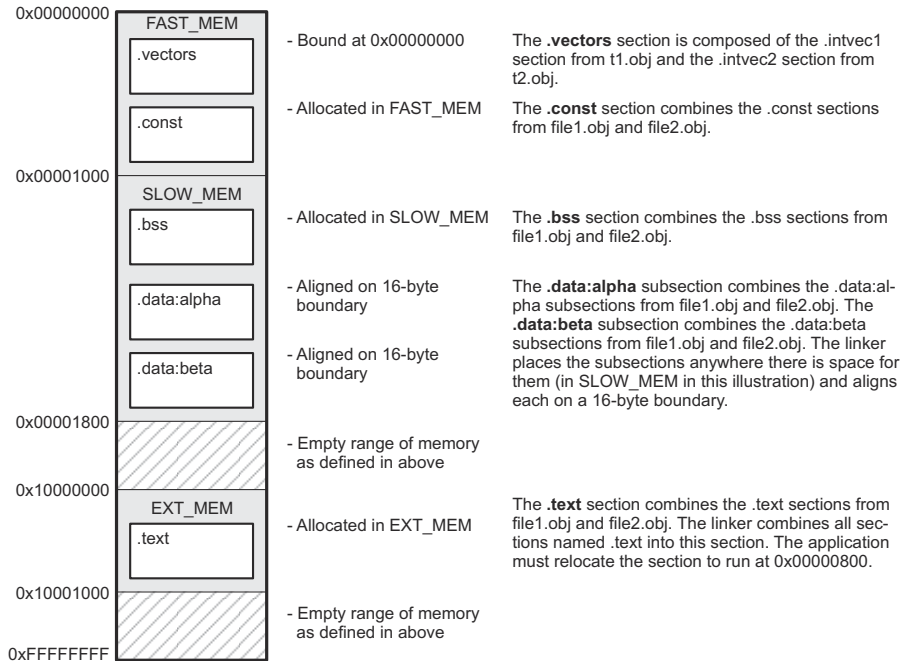 0x00000000
FAST_MEM
.vectors
- Bound at 0x00000000
The .vectors section is composed of the .intvec1
section from t1.obj and the .intvec2 section from
t2.obj.
.const
- Allocated in FAST_MEM
The .const section combines the .const sections
from file1.obj and file2.obj.
0x00001000
SLOW_MEM
.bss
- Allocated in SLOW_MEM
The .bss section combines the .bss sections from
file1.obj and file2.obj.
.data:alpha
- Aligned on 16-byte
boundary
The .data:alpha subsection combines the .data:al-
pha subsections from file1.obj and file2.obj. The
.data:beta subsection combines the .data:beta
subsections from file1.obj and file2.obj. The linker
places the subsections anywhere there is space for
them (in SLOW_MEM in this illustration) and aligns
each on a 16-byte boundary.
.data:beta
- Aligned on 16-byte
boundary
0x00001800
- Empty range of memory
as defined in above
0x10000000
EXT_MEM
.text
- Allocated in EXT_MEM
The .text section combines the .text sections from
file1.obj and file2.obj. The linker combines all sec-
tions named .text into this section. The application
must relocate the section to run at 0x00000800.
0x10001000
- Empty range of memory
as defined in above
0xFFFFFFFF